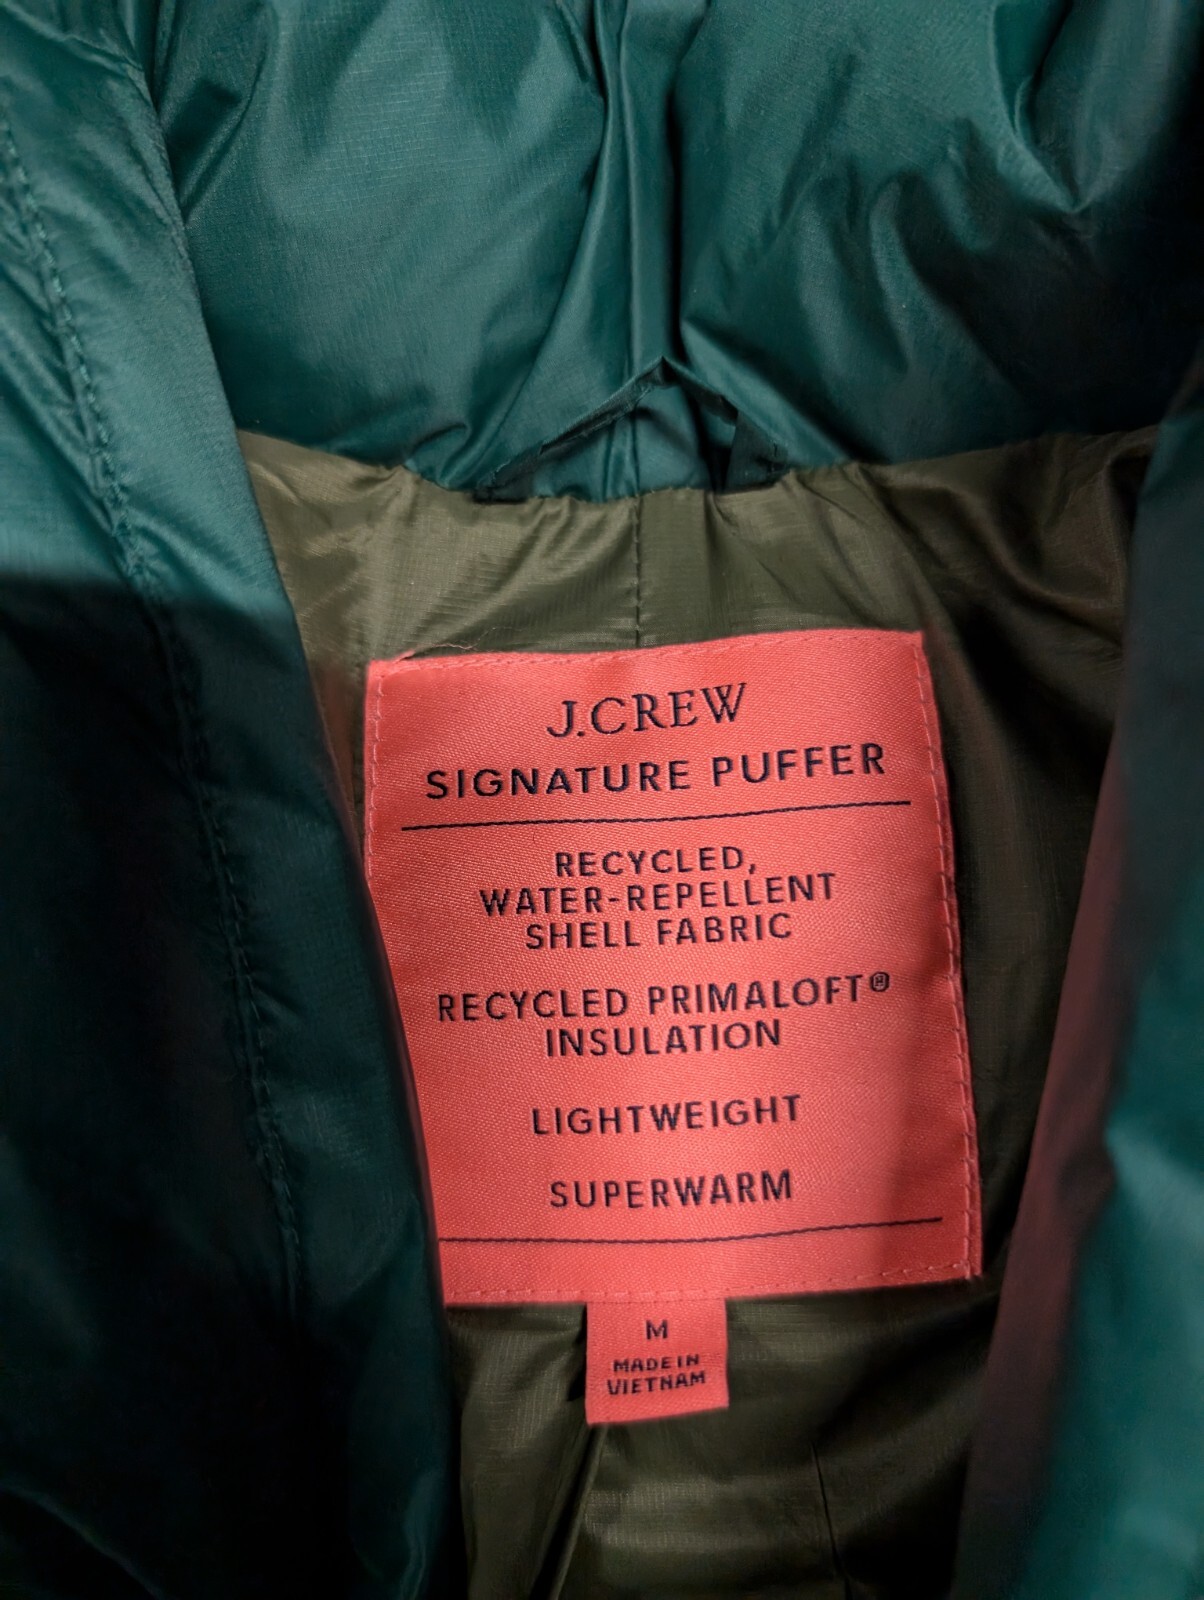 J.CREW
SIGNATURE PUFFER
RECYCLED,
WATER-REPELLENT
SHELL FABRIC
RECYCLED PRIMALOFT®
INSULATION
LIGHTWEIGHT
SUPERWARM
M
MADE IN
VIETNAM